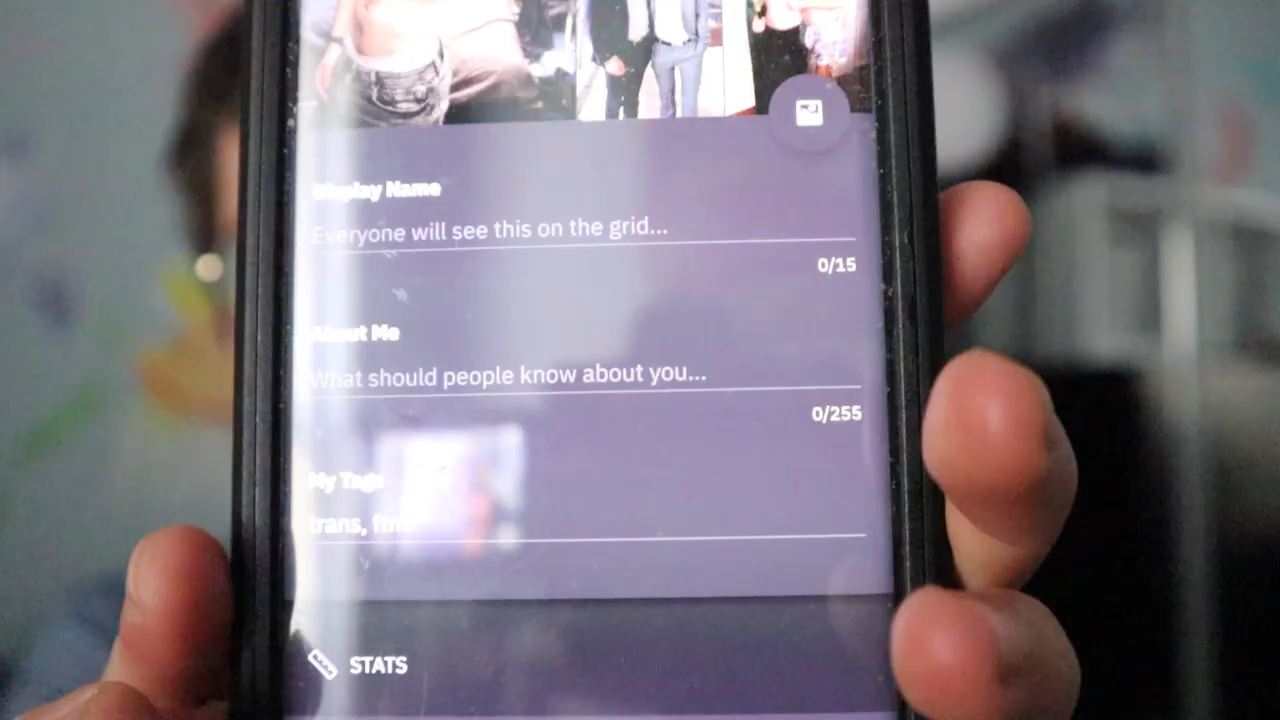 Display Name
Everyone will see this on the grid...
0/15
About Me
What should people know about you...
0/255
My Tags
trans, ftm
STATS